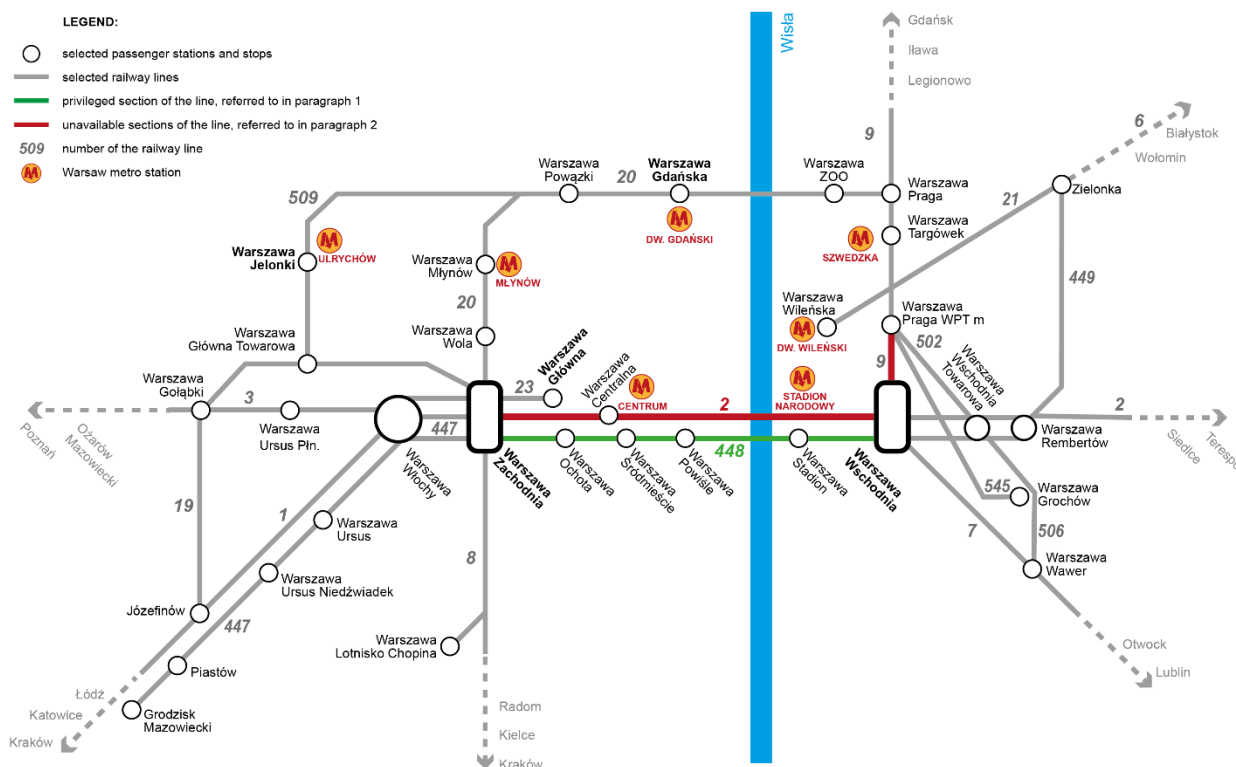 LEGEND:
selected passenger stations and stops
selected railway lines
privileged section of the line, referred to in paragraph 1
unavailable sections of the line, referred to in paragraph 2
509
number of the railway line
Warsaw metro station
Wisła
Gdańsk
Iława
Legionowo
9
6
Białystok
Wołomin
Warszawa
Powązki
20
Warszawa
Gdańska
DW. GDAŃSKI
Warszawa
ZOO
Warszawa
Praga
21
Zielonka
509
Warszawa
Jelonki
ULRYCHÓW
Warszawa
Młynów
MŁYNÓW
Warszawa
Targówek
SZWEDZKA
449
20
Warszawa
Wola
Warszawa
Wileńska
DW. WILEŃSKI
Warszawa
Praga WPT m
502
9
Warszawa
Główna Towarowa
Warszawa
Gołąbki
3
Warszawa
Ursus Płn.
Ożarów
Mazowiecki
Poznań
447
Warszawa
Włochy
23
Warszawa
Główna
Warszawa
Centralna
CENTRUM
2
STADION
NARODOWY
Warszawa
Wschodnia
Towarowa
Warszawa
Rembertów
2
Siedlce
Terespo
Warszawa
Zachodnia
Warszawa
Ochota
Warszawa
Śródmieście
Warszawa
Powiśle
448
Warszawa
Stadion
Warszawa
Wschodnia
545
Warszawa
Grochów
506
7
Warszawa
Wawer
Otwock
Lublin
19
1
Warszawa
Ursus
Warszawa
Ursus Niedźwiadek
Józefinów
447
Piastów
Grodzisk
Mazowiecki
Łódź
Katowice
Kraków
8
Warszawa
Lotnisko Chopina
Radom
Kielce
Kraków